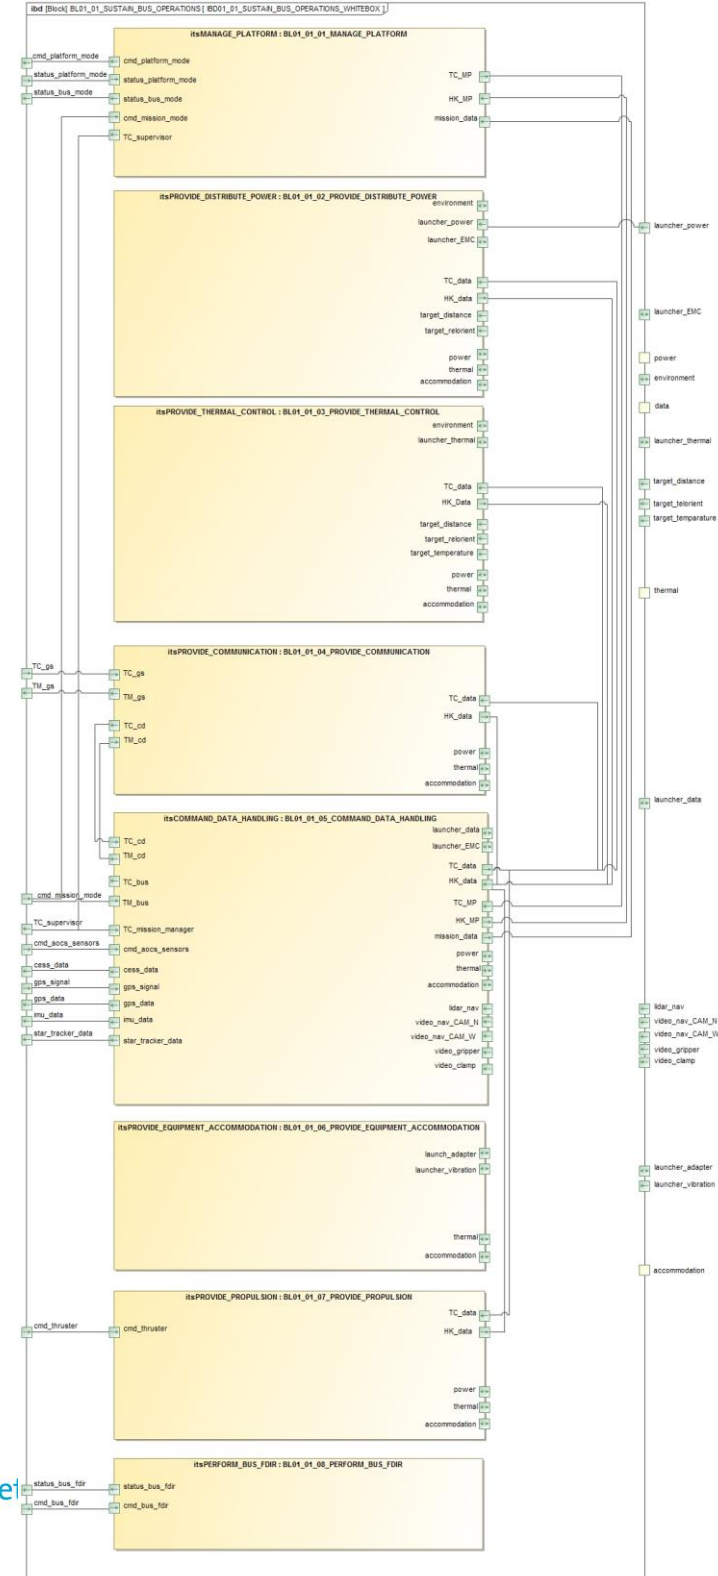 ibd [Block] BL01_01_SUSTAIN_BUS_OPERATIONS [ IBD01_01_SUSTAIN_BUS_OPERATIONS_WHITEBOX ]
itsMANAGE_PLATFORM : BL01_01_01_MANAGE_PLATFORM
cmd_platform_mode
cmd_platform_mode
status_platform_mode
status_platform_mode
TC_MP
status_bus_mode
status_bus_mode
HK_MP
cmd_mission_mode
mission_data
TC_supervisor
itsPROVIDE_DISTRIBUTE_POWER : BL01_01_02_PROVIDE_DISTRIBUTE_POWER
environment
launcher_power
launcher_power
launcher_EMC
TC_data
HK_data
target_distance
launcher_EMC
target_relorient
power
power
thermal
environment
accommodation
data
itsPROVIDE_THERMAL_CONTROL : BL01_01_03_PROVIDE_THERMAL_CONTROL
environment
launcher_thermal
launcher_thermal
TC_data
target_distance
HK_Data
target_telorient
target_distance
target_temparature
target_relorient
target_temperature
power
thermal
thermal
accommodation
itsPROVIDE_COMMUNICATION : BL01_01_04_PROVIDE_COMMUNICATION
TC_gs
TC_gs
TM_gs
TM_gs
TC_data
HK_data
TC_cd
TM_cd
power
thermal
accommodation
launcher_data
itsCOMMAND_DATA_HANDLING : BL01_01_05_COMMAND_DATA_HANDLING
launcher_data
TC_cd
launcher_EMC
TM_cd
TC_data
TC_bus
HK_data
cmd_mission_mode
TM_bus
TC_MP
TC_supervisor
HK_MP
TC_mission_manager
mission_data
cmd_aocs_sensors
cmd_aocs_sensors
power
cess_data
cess_data
thermal
gps_signal
gps_signal
accommodation
gps_data
gps_data
lidar_nav
lidar_nav
imu_data
imu_data
video_nav_CAM_N
video_nav_CAM_N
star_tracker_data
star_tracker_data
video_nav_CAM_W
video_nav_CAM_W
video_gripper
video_gripper
video_clamp
video_clamp
itsPROVIDE_EQUIPMENT_ACCOMMODATION : BL01_01_06_PROVIDE_EQUIPMENT_ACCOMMODATION
launch_adapter
launcher_adapter
launcher_vibration
launcher_vibration
thermal
accommodation
accommodation
itsPROVIDE_PROPULSION : BL01_01_07_PROVIDE_PROPULSION
TC_data
cmd_thruster
cmd_thruster
HK_data
power
thermal
accommodation
itsPERFORM_BUS_FDIR : BL01_01_08_PERFORM_BUS_FDIR
status_bus_fdir
status_bus_fdir
cmd_bus_fdir
cmd_bus_fdir